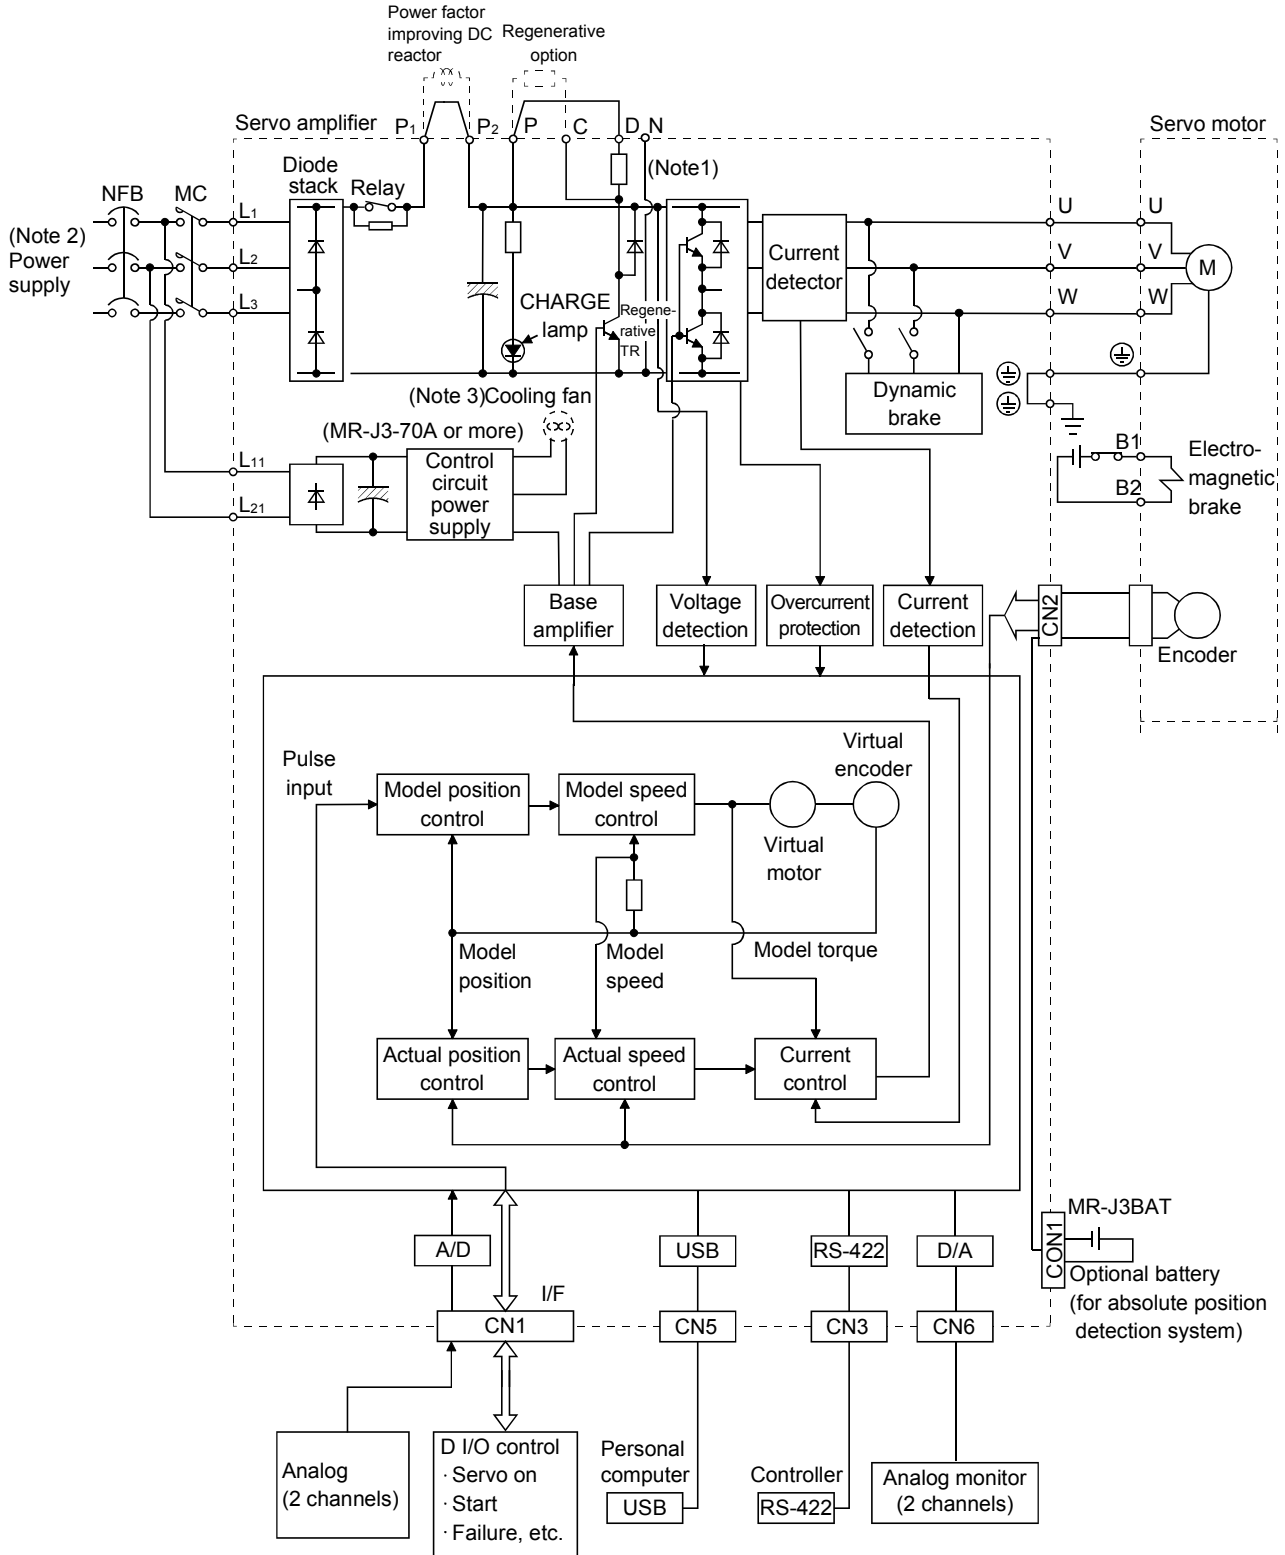 Power factor
improving DC
reactor
Regenerative
option
Servo amplifier
P1
P2
P
C
D
N
Servo motor
(Note1)
Diode
stack
Relay
NFB
MC
L1
L2
L3
(Note 2)
Power
supply
U
V
W
U
V
W
M
Current
detector
CHARGE
lamp
Regene-
rative
TR
Dynamic
brake
(Note 3)
Cooling fan
(MR-J3-70A or more)
Control
circuit
power
supply
L11
L21
B1
B2
Electro-
magnetic
brake
Base
amplifier
Voltage
detection
Overcurrent
protection
Current
detection
CN2
Encoder
Pulse
input
Model position
control
Model speed
control
Virtual
encoder
Virtual
motor
Model
position
Model
speed
Model torque
Actual position
control
Actual speed
control
Current
control
A/D
USB
RS-422
D/A
I/F
CN1
CN5
CN3
CN6
CON1
MR-J3BAT
Optional battery
(for absolute position
detection system)
Analog
(2 channels)
D I/O control
· Servo on
· Start
· Failure, etc.
Personal
computer
USB
Controller
RS-422
Analog monitor
(2 channels)